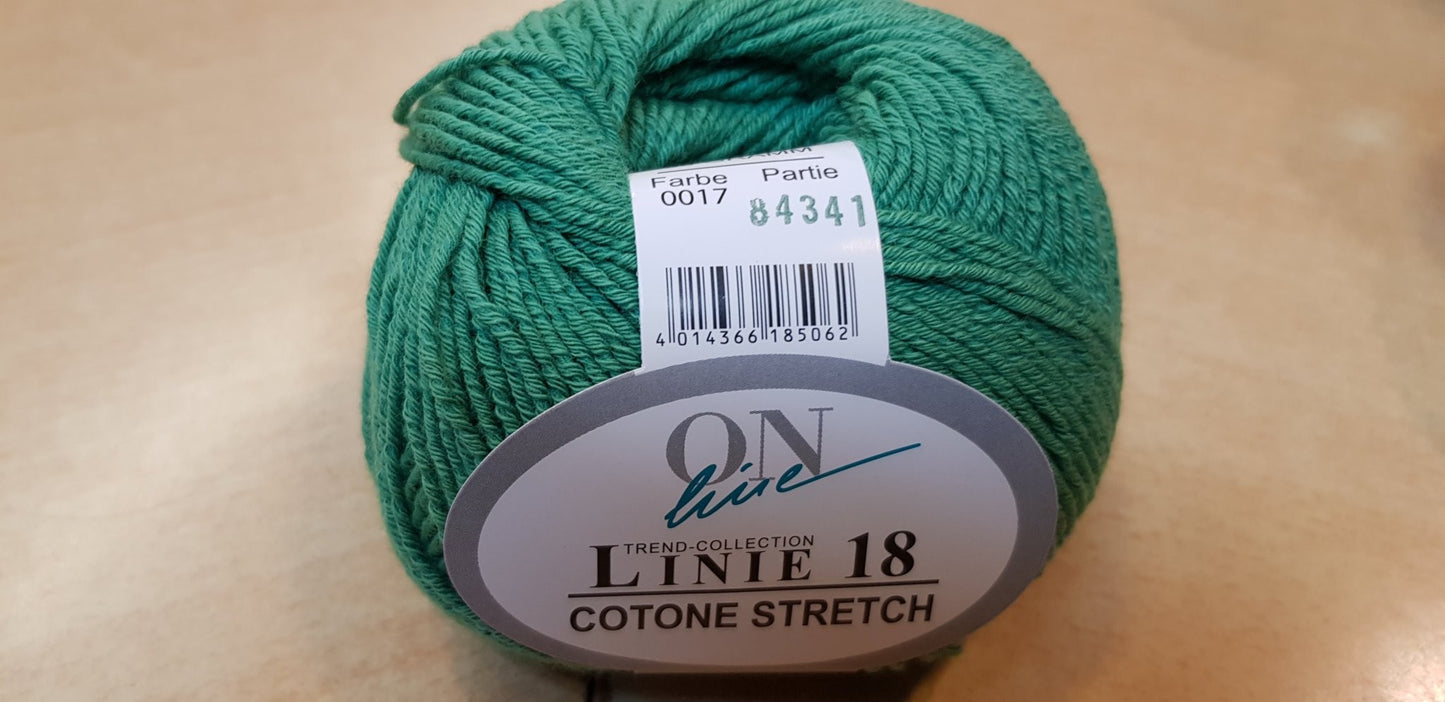 Farbe Partie
0017 84341
4 014366 185062
ON
line
TREND-COLLECTION
LINIE 18
COTONE STRETCH